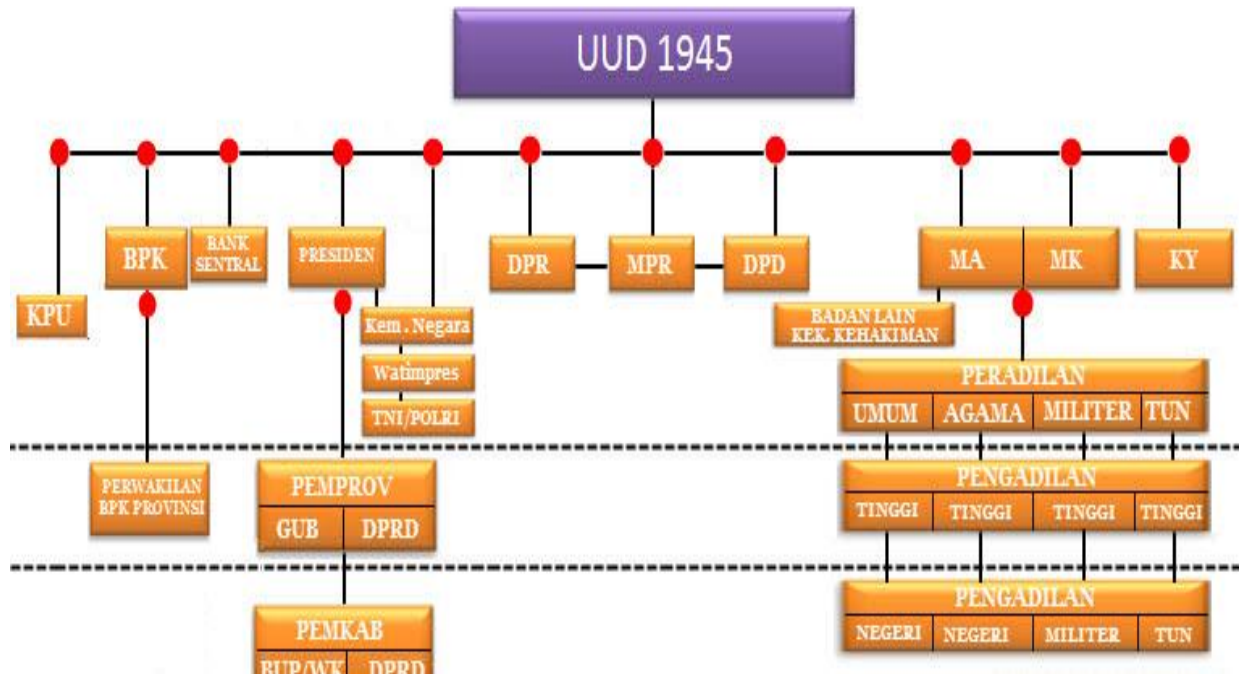 UUD 1945
KPU
BPK
BANK
SENTRAL
PRESIDEN
Kem. Negara
Watimpres
TNI/POLRI
DPR
MPR
DPD
MA
MK
KY
BADAN LAIN
KEK. KEHAKIMAN
PERADILAN
UMUM AGAMA MILITER TUN
PERWAKILAN
BPK PROVINSI
PEMPROV
GUB DPRD
PENGADILAN
TINGGI TINGGI TINGGI TINGGI
PEMKAB
BUP/WK DPRD
PENGADILAN
NEGERI NEGERI MILITER TUN